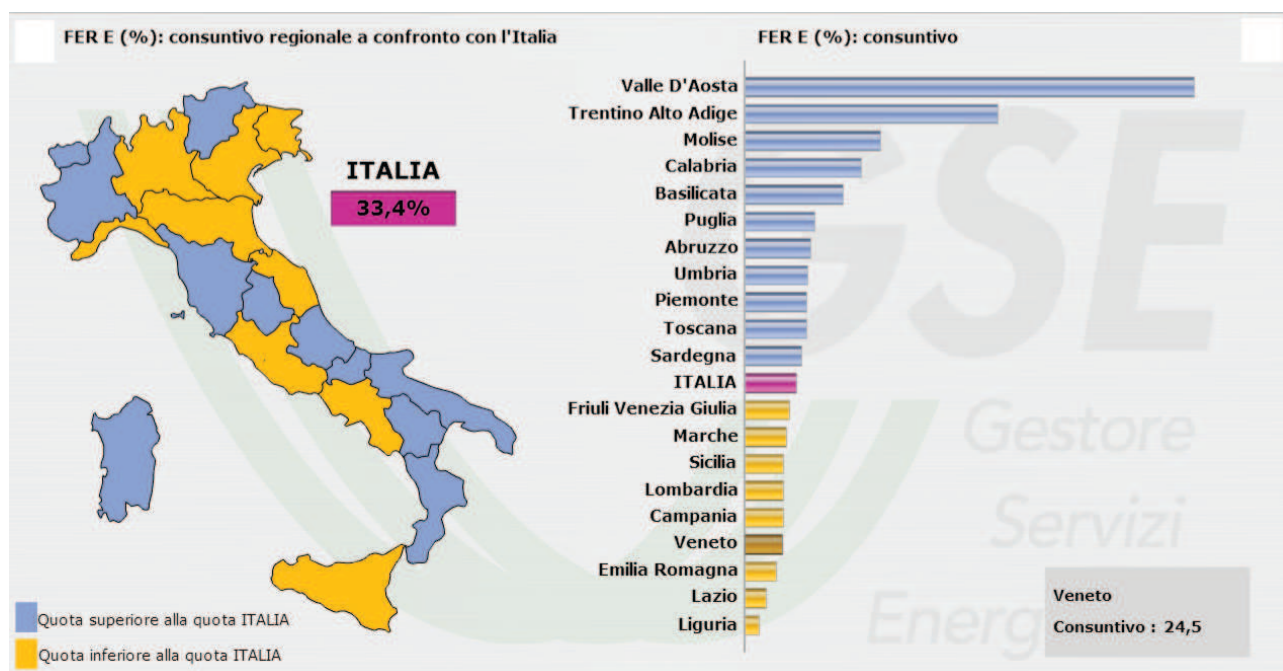 FER E (%): consuntivo regionale a confronto con l'Italia
ITALIA
33,4%
Quota superiore alla quota ITALIA
Quota inferiore alla quota ITALIA
FER E (%): consuntivo
Valle D'Aosta
Trentino Alto Adige
Molise
Calabria
Basilicata
Puglia
Abruzzo
Umbria
Piemonte
Toscana
Sardegna
ITALIA
Friuli Venezia Giulia
Marche
Sicilia
Lombardia
Campania
Veneto
Emilia Romagna
Lazio
Liguria
GSE
Gestore
Servizi
Veneto
Consuntivo : 24,5